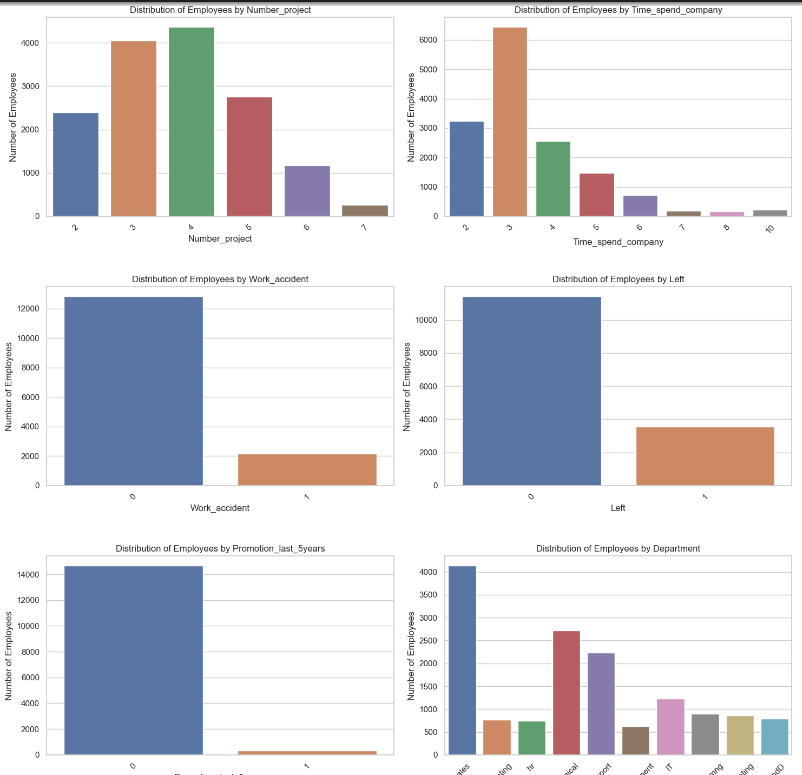 Distribution of Employees by Number_project
Number of Employees
4000
3000
2000
1000
0
2 3 4 5 6 7
Number_project
Distribution of Employees by Time_spend_company
Number of Employees
6000
5000
4000
3000
2000
1000
0
2 3 4 5 6 7 8 10
Time_spend_company
Distribution of Employees by Work_accident
Number of Employees
12000
10000
8000
6000
4000
2000
0
0 1
Work_accident
Distribution of Employees by Left
Number of Employees
10000
8000
6000
4000
2000
0
0 1
Left
Distribution of Employees by Promotion_last_5years
Number of Employees
14000
12000
10000
8000
6000
4000
2000
0
0 1
Distribution of Employees by Department
Number of Employees
4000
3500
3000
2500
2000
1500
1000
500
0
hr IT